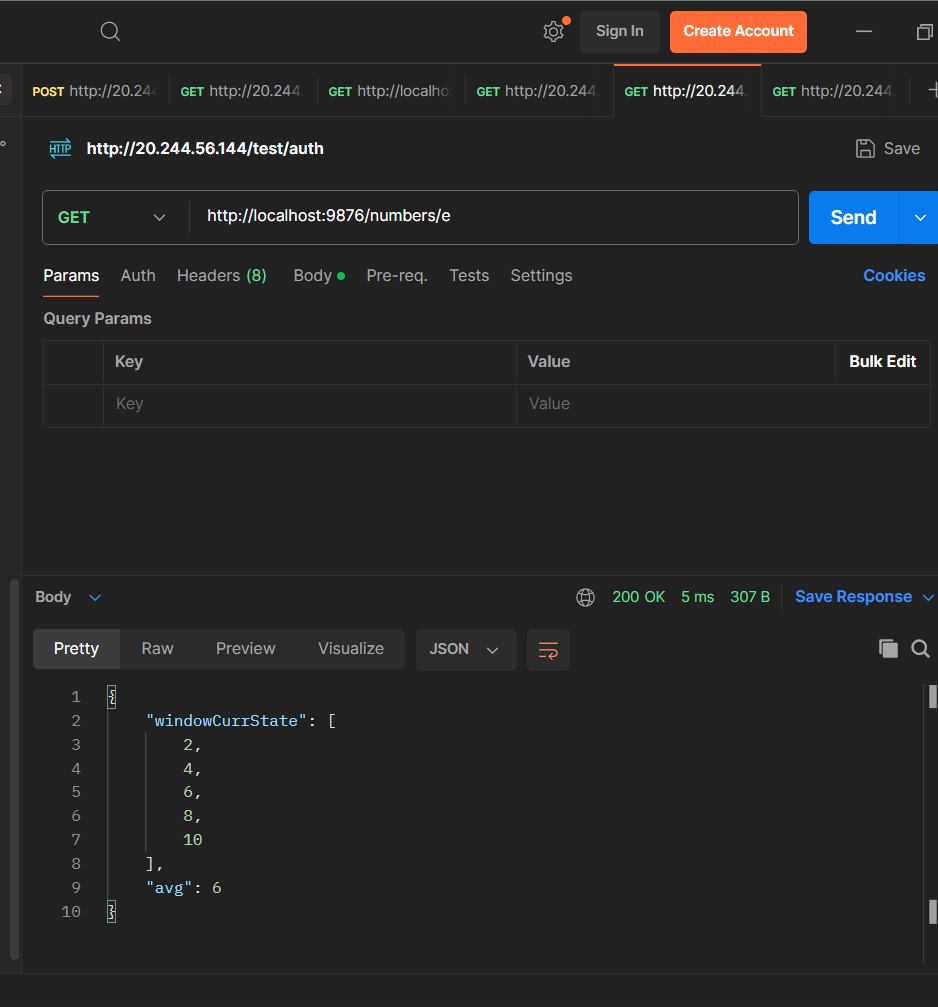 Sign In Create Account
POST http://20.244 GET http://20.244. GET http://localho GET http://20.244. GET http://20.244. GET http://20.244.
HTTP http://20.244.56.144/test/auth Save
GET http://localhost:9876/numbers/e Send
Params Auth Headers (8) Body Pre-req. Tests Settings Cookies
Query Params
Key Value Bulk Edit
Key Value
Body 200 OK 5 ms 307 B Save Response
Pretty Raw Preview Visualize JSON
1 {
2 "windowCurrState": [
3 2,
4 4,
5 6,
6 8,
7 10
8 ],
9 "avg": 6
10 }